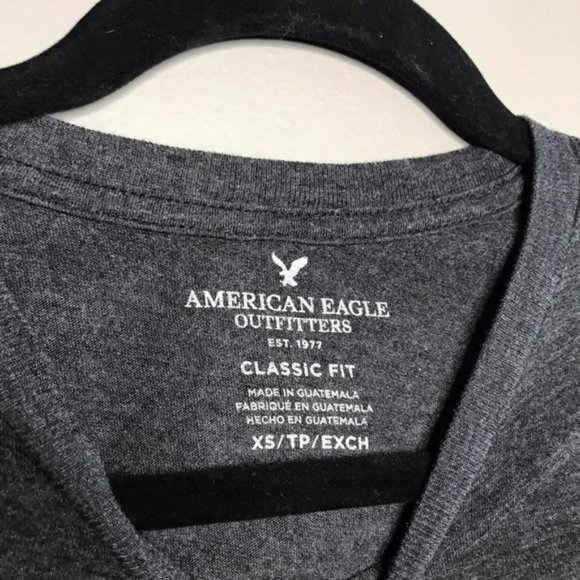 AMERICAN EAGLE
OUTFITTERS
EST. 1977
CLASSIC FIT
MADE IN GUATEMALA
FABRIQUÉ EN GUATEMALA
HECHO EN GUATEMALA
XS/TP/EXCH